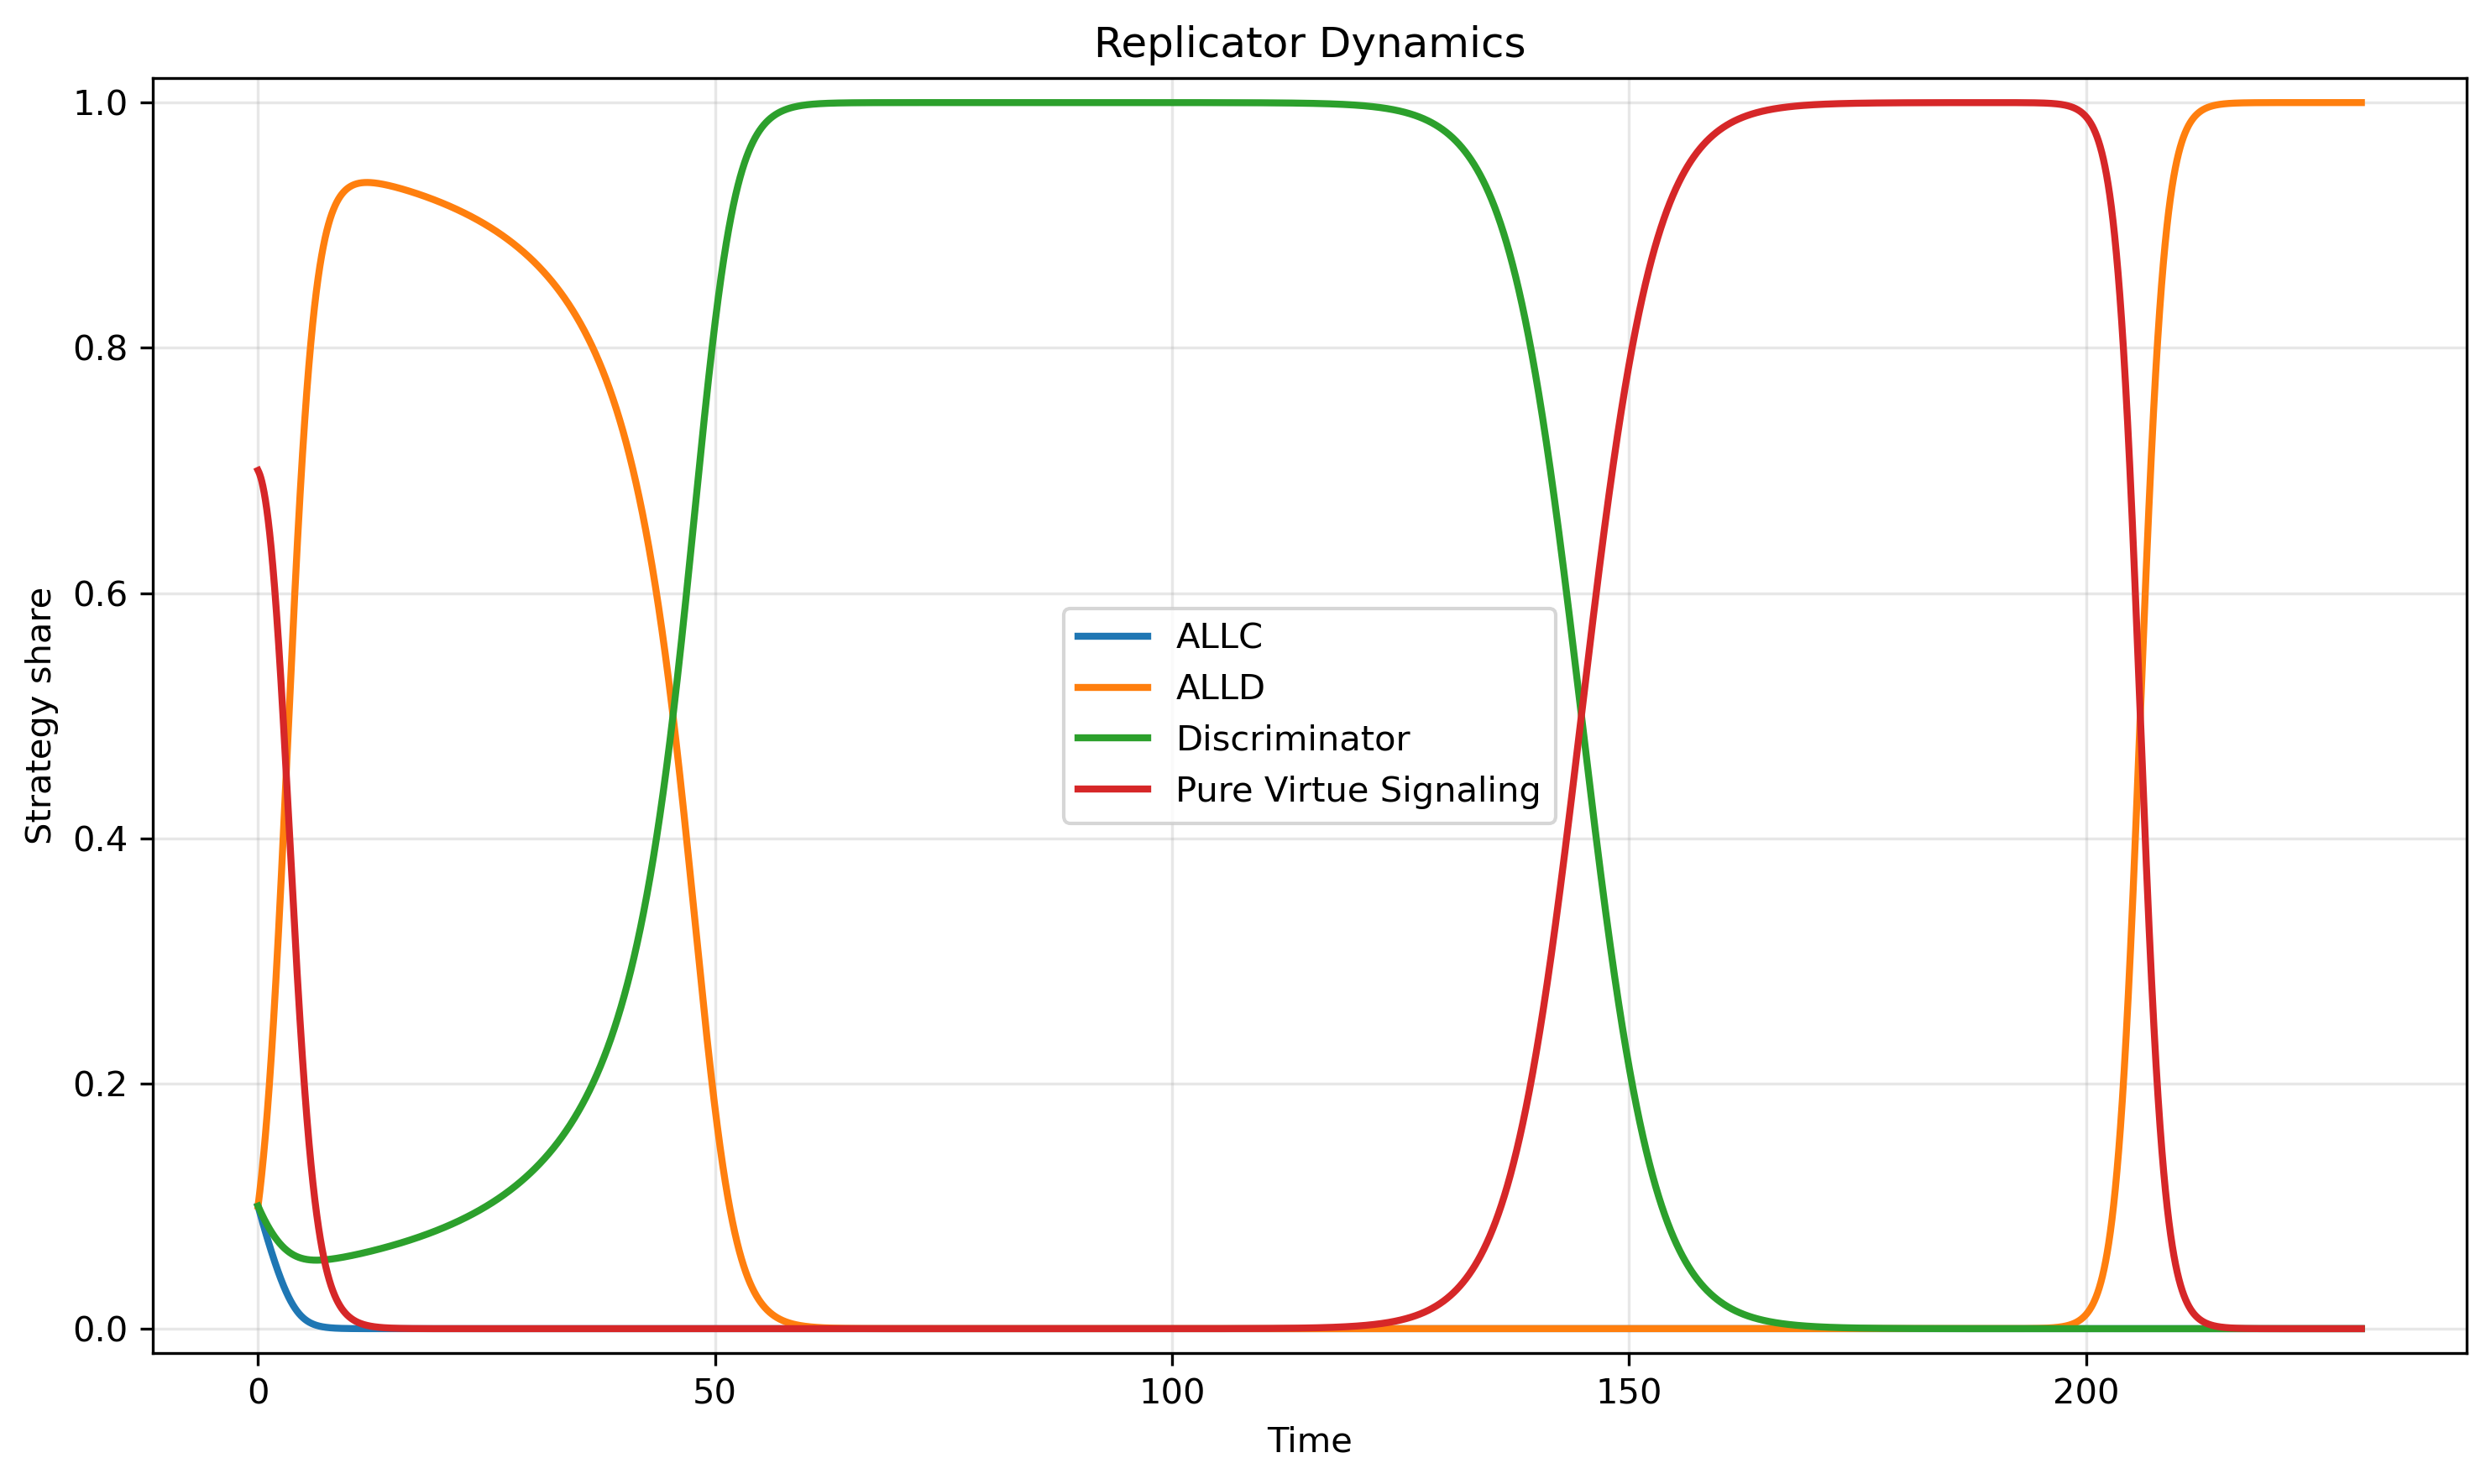 Replicator Dynamics
Strategy share
1.0
0.8
0.6
0.4
0.2
0.0
ALLC
ALLD
Discriminator
Pure Virtue Signaling
0 50 100 150 200
Time